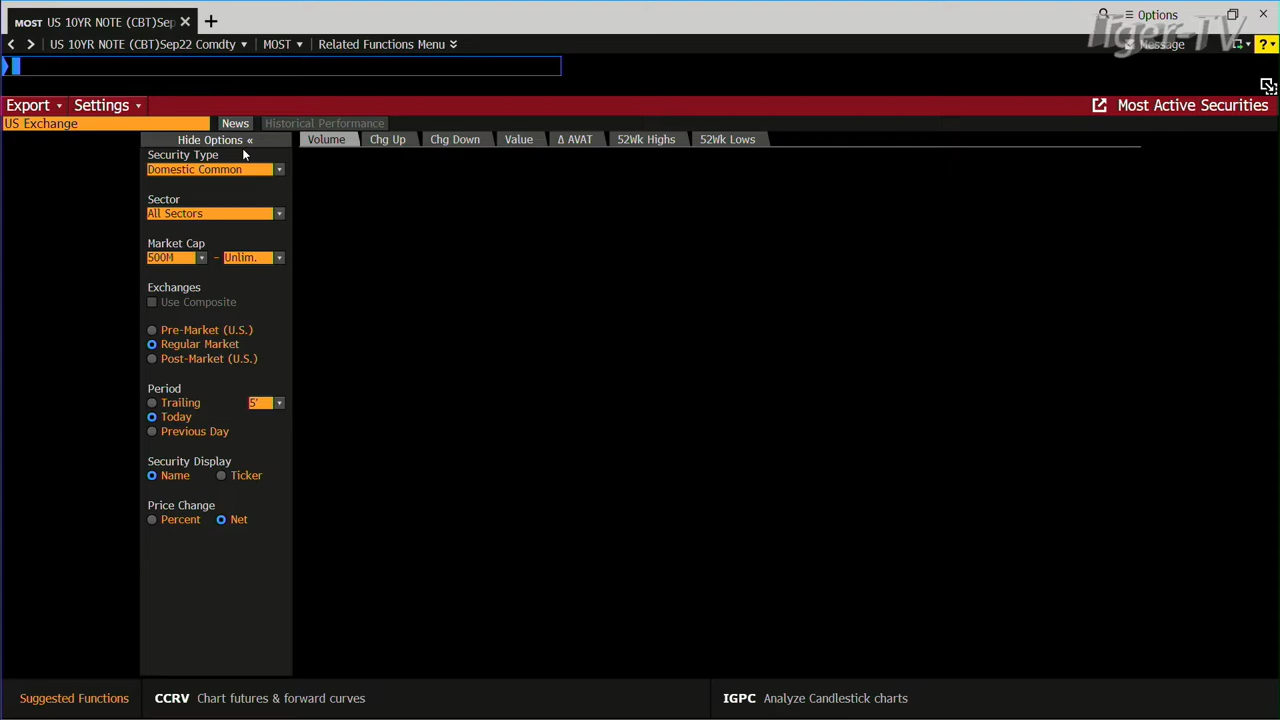 MOST US 10YR NOTE (CBT)Sep × +
Options
Tiger-TV
< > US 10YR NOTE (CBT)Sep22 Comdty MOST Related Functions Menu
Message ?
Export Settings Most Active Securities
US Exchange News Historical Performance
Hide Options « Volume Chg Up Chg Down Value Δ AVAT 52Wk Highs 52Wk Lows
Security Type
Domestic Common
Sector
All Sectors
Market Cap
500M - Unlim.
Exchanges
Use Composite
Pre-Market (U.S.)
Regular Market
Post-Market (U.S.)
Period
Trailing 5'
Today
Previous Day
Security Display
Name Ticker
Price Change
Percent Net
Suggested Functions CCRV Chart futures & forward curves IGPC Analyze Candlestick charts